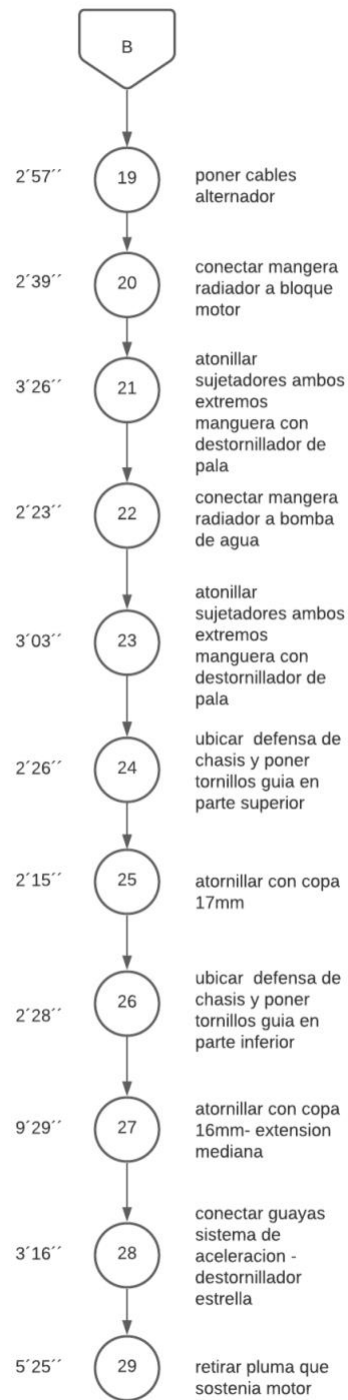 B
2´57´´
19
poner cables
alternador
2´39´´
20
conectar mangera
radiador a bloque
motor
3´26´´
21
atonillar
sujetadores ambos
extremos
manguera con
destornillador de
pala
2´23´´
22
conectar mangera
radiador a bomba
de agua
3´03´´
23
atonillar
sujetadores ambos
extremos
manguera con
destornillador de
pala
2´26´´
24
ubicar defensa de
chasis y poner
tornillos guia en
parte superior
2´15´´
25
atornillar con copa
17mm
2´28´´
26
ubicar defensa de
chasis y poner
tornillos guia en
parte inferior
9´29´´
27
atornillar con copa
16mm- extension
mediana
3´16´´
28
conectar guayas
sistema de
aceleracion -
destornillador
estrella
5´25´´
29
retirar pluma que
sostenia motor